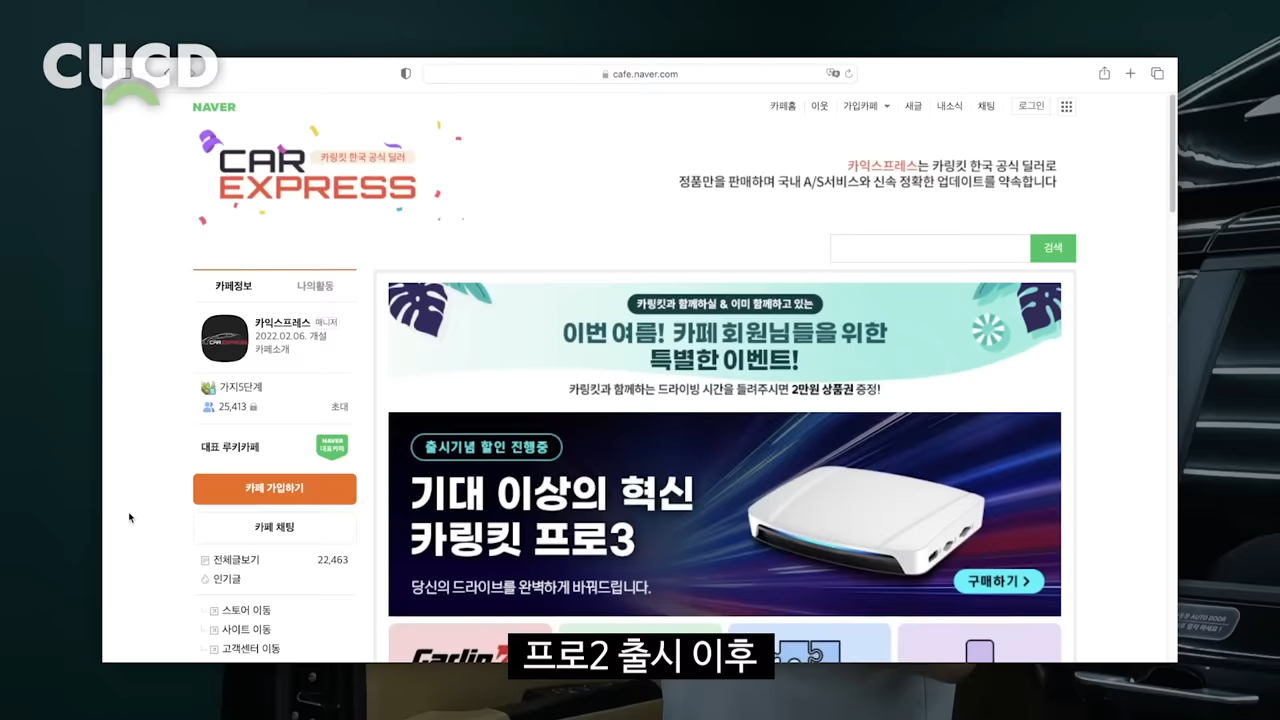 CUCD
cafe.naver.com
NAVER
카페홈 이웃 가입카페 새글 내소식 채팅 로그인
CAR
카링킷 한국 공식 딜러
EXPRESS
카익스프레스는 카링킷 한국 공식 딜러로
정품만을 판매하며 국내 A/S서비스와 신속 정확한 업데이트를 약속합니다
검색
카페정보 나의활동
카익스프레스 매니저
2022.02.06. 개설
카페소개
CAR EXPRESS
가지5단계
25,413 초대
대표 루키카페
NAVER
대표카페
카페 가입하기
카페 채팅
전체글보기 22,463
인기글
스토어 이동
사이트 이동
고객센터 이동
카링킷과 함께하실 & 이미 함께하고 있는
이번 여름! 카페 회원님들을 위한
특별한 이벤트!
카링킷과 함께하는 드라이빙 시간을 들려주시면 2만원 상품권 증정!
출시기념 할인 진행중
기대 이상의 혁신
카링킷 프로3
당신의 드라이브를 완벽하게 바꿔드립니다.
구매하기 >
프로2 출시 이후
AUTO DOOR